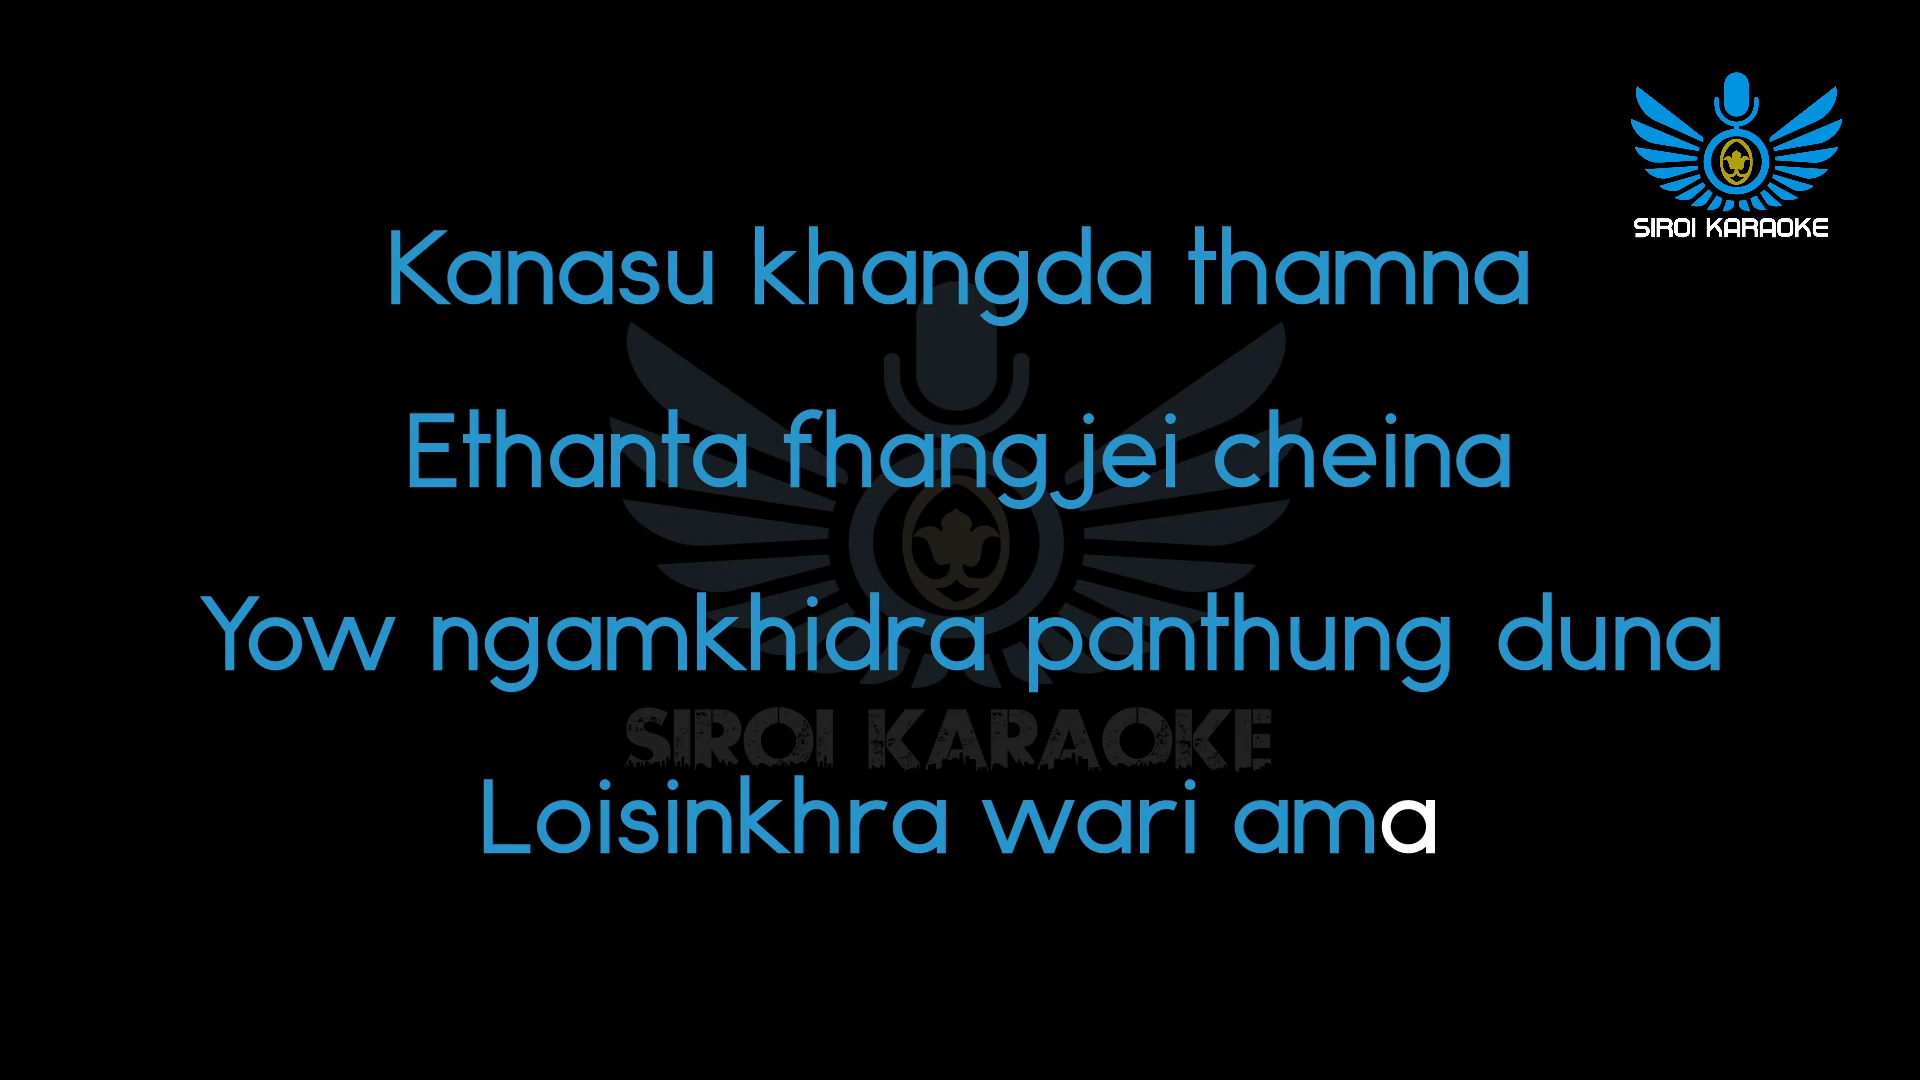 SIROI KARAOKE
Kanasu khangda thamna
Ethanta fhangjei cheina
Yow ngamkhidra panthung duna
SIROI KARAOKE
Loisinkhra wari ama